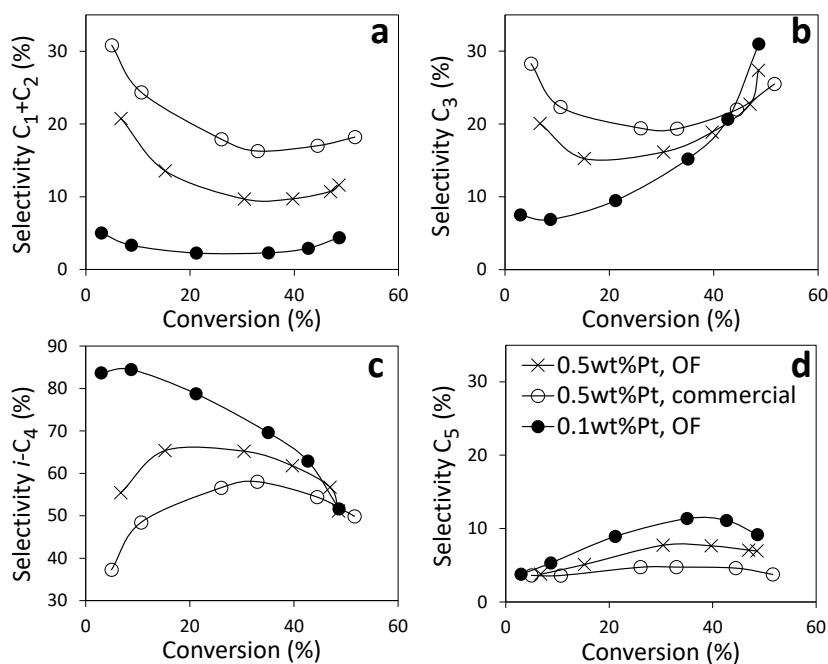 a
Selectivity C1+C2 (%)
30
20
10
0
0 20 40 60
Conversion (%)
b
Selectivity C3 (%)
30
20
10
0
0 20 40 60
Conversion (%)
c
Selectivity i-C4 (%)
90
80
70
60
50
40
30
0 20 40 60
Conversion (%)
d
Selectivity C5 (%)
30
20
10
0
0.5wt%Pt, OF
0.5wt%Pt, commercial
0.1wt%Pt, OF
0 20 40 60
Conversion (%)